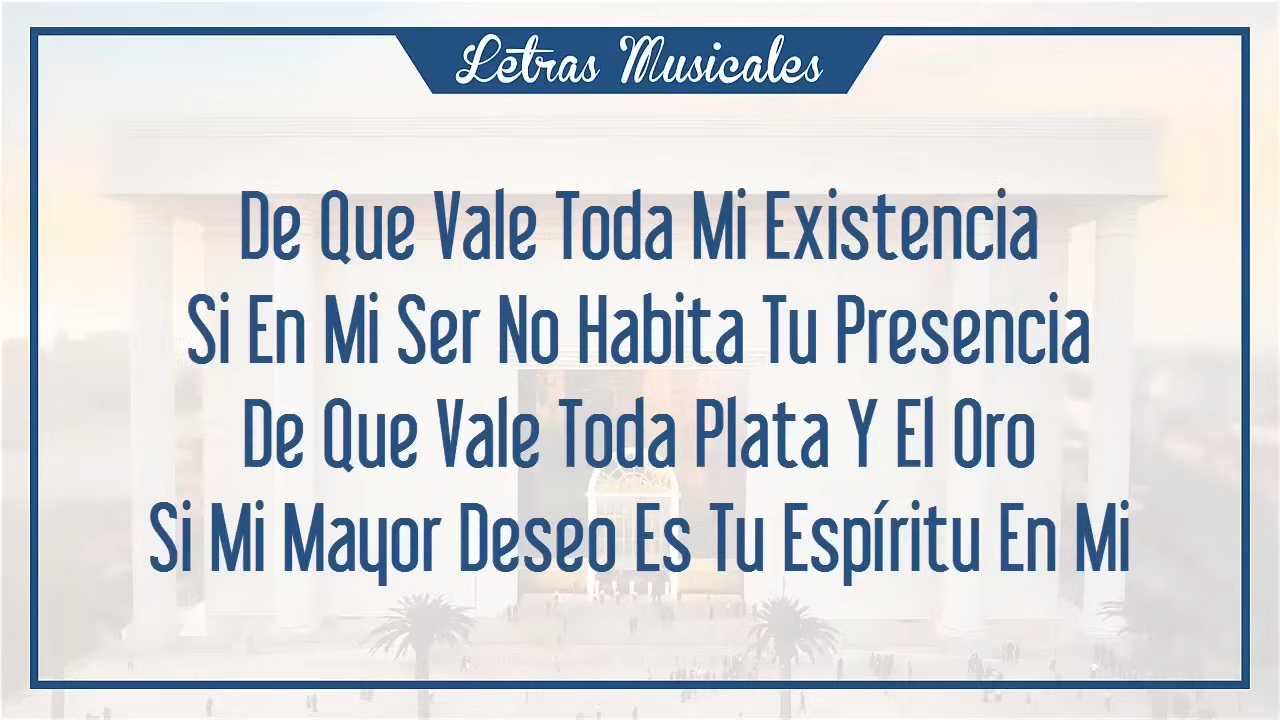 Letras Musicales
De Que Vale Toda Mi Existencia
Si En Mi Ser No Habita Tu Presencia
De Que Vale Toda Plata Y El Oro
Si Mi Mayor Deseo Es Tu Espíritu En Mi